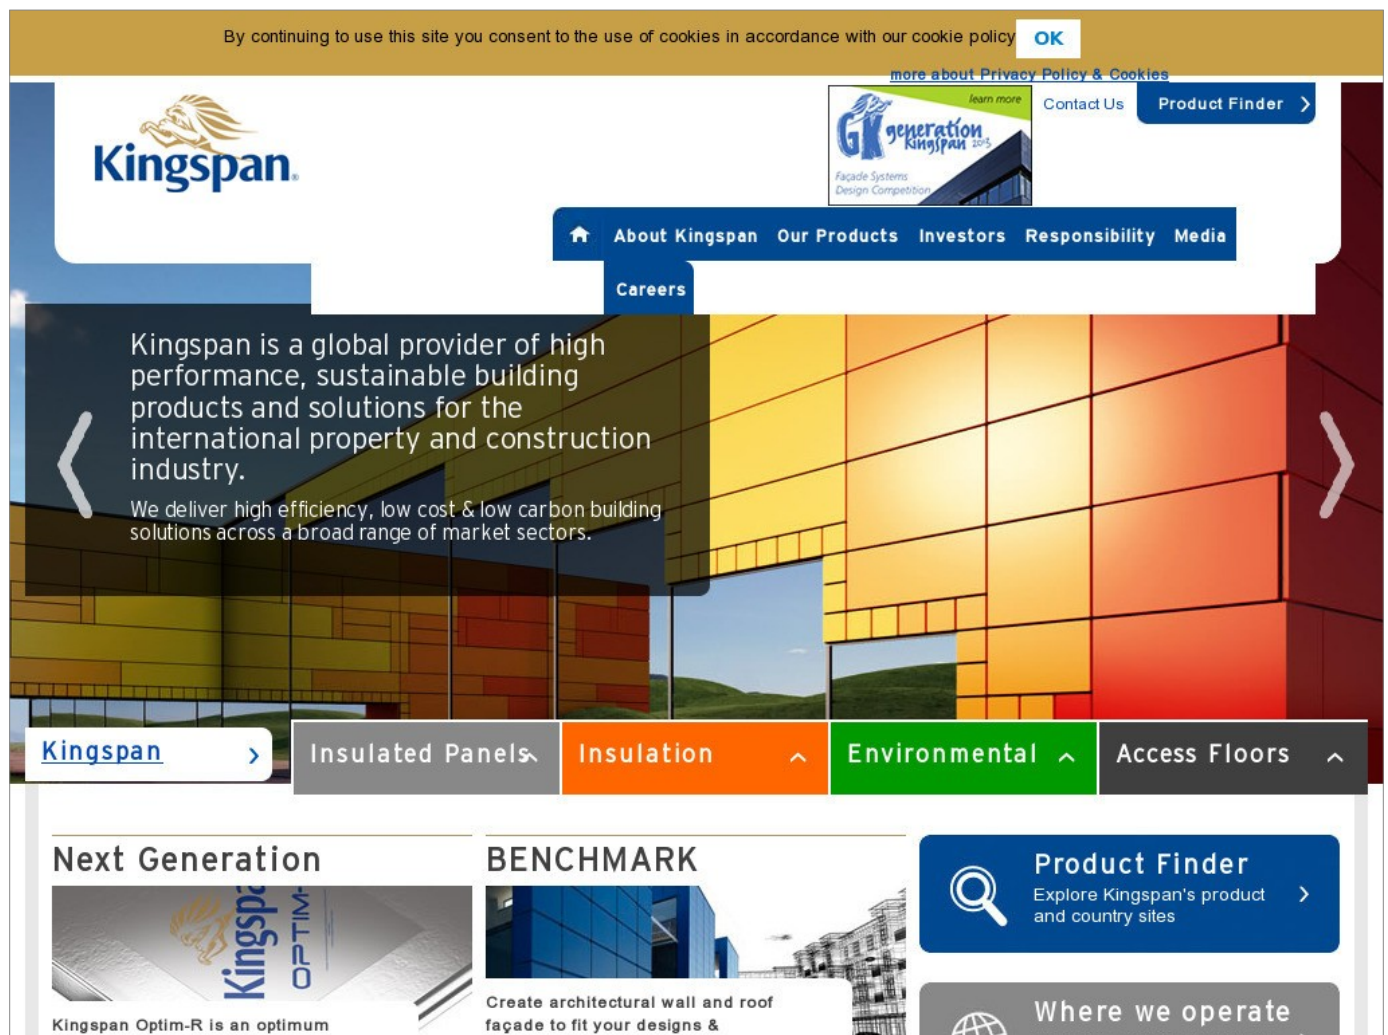 By continuing to use this site you consent to the use of cookies in accordance with our cookie policy OK
more about Privacy Policy & Cookies
Kingspan®
learn more
GK generation
Kingspan 2013
Façade Systems
Design Competition
Contact Us
Product Finder
About Kingspan Our Products Investors Responsibility Media
Careers
Kingspan is a global provider of high
performance, sustainable building
products and solutions for the
international property and construction
industry.
We deliver high efficiency, low cost & low carbon building
solutions across a broad range of market sectors.
Kingspan
Insulated Panels
Insulation
Environmental
Access Floors
Next Generation
Kingspan
OPTIM-
Kingspan Optim-R is an optimum
BENCHMARK
Create architectural wall and roof
façade to fit your designs &
Product Finder
Explore Kingspan's product
and country sites
Where we operate